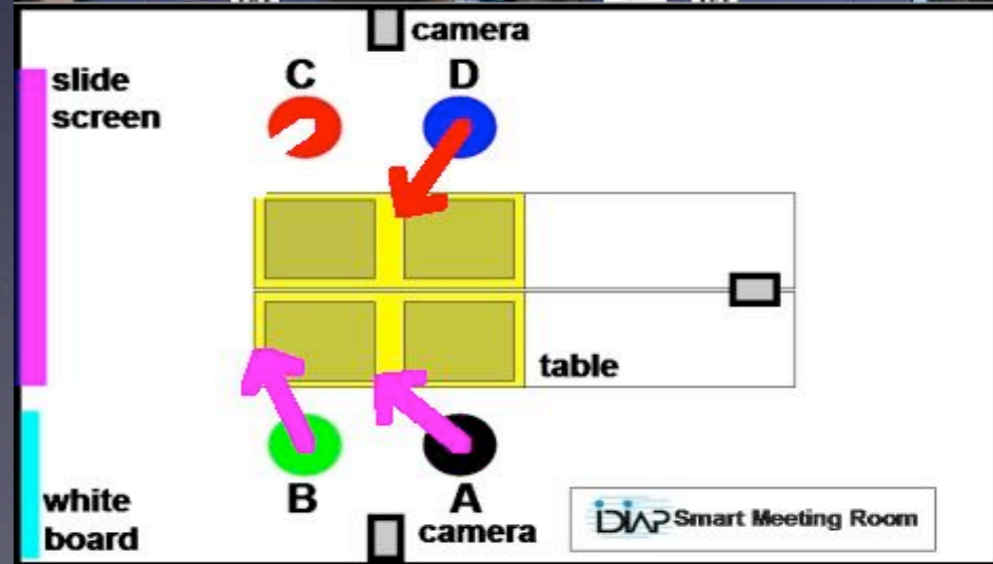 camera
slide
screen
C
D
table
white
board
B
A
camera
IDIAP Smart Meeting Room